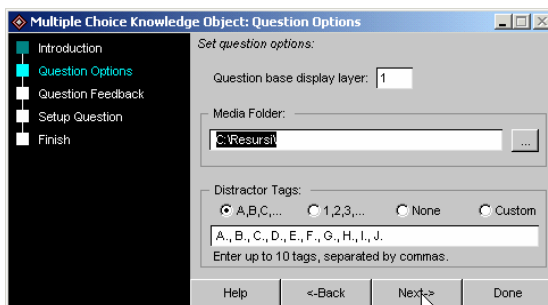 Multiple Choice Knowledge Object: Question Options
Introduction
Question Options
Question Feedback
Setup Question
Finish
Set question options:
Question base display layer: 1
Media Folder:
C:\Resursi\
...
Distractor Tags:
A,B,C,... 1,2,3,... None Custom
A., B., C., D., E., F., G., H., I., J.
Enter up to 10 tags, separated by commas.
Help <-Back Next-> Done